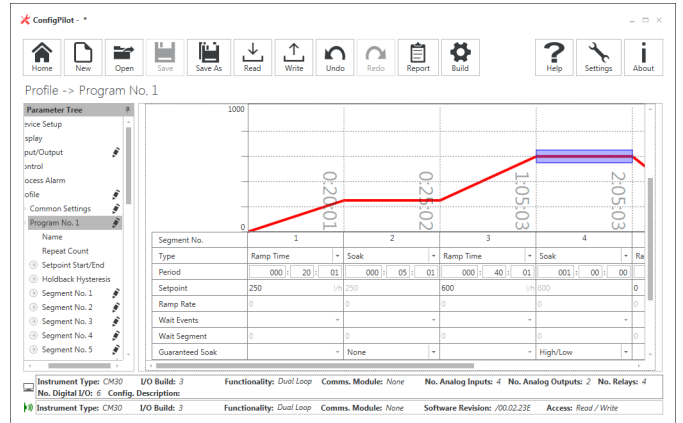 ConfigPilot - *
Home New Open Save Save As Read Write Undo Redo Report Build Help Settings About
Profile -> Program No. 1
Parameter Tree
evice Setup
splay
put/Output
ontrol
ocess Alarm
ofile
Common Settings
Program No. 1
Name
Repeat Count
Setpoint Start/End
Holdback Hysteresis
Segment No. 1
Segment No. 2
Segment No. 3
Segment No. 4
Segment No. 5
1000
0
0:20:01
0:25:02
1:05:03
2:05:03
Segment No. 1 2 3 4
Type Ramp Time Soak Ramp Time Soak Ra
Period 000 : 20 : 01 000 : 05 : 01 000 : 40 : 01 001 : 00 : 00
Setpoint 250 l/h 250 600 l/h 600 0
Ramp Rate 0 0 0 0 0
Wait Events
Wait Segment 0 0 0 0 0
Guaranteed Soak None High/Low
Instrument Type: CM30 I/O Build: 3 Functionality: Dual Loop Comms. Module: None No. Analog Inputs: 4 No. Analog Outputs: 2 No. Relays: 4
No. Digital I/O: 6 Config. Description:
Instrument Type: CM30 I/O Build: 3 Functionality: Dual Loop Comms. Module: None Software Revision: /00.02.23E Access: Read / Write